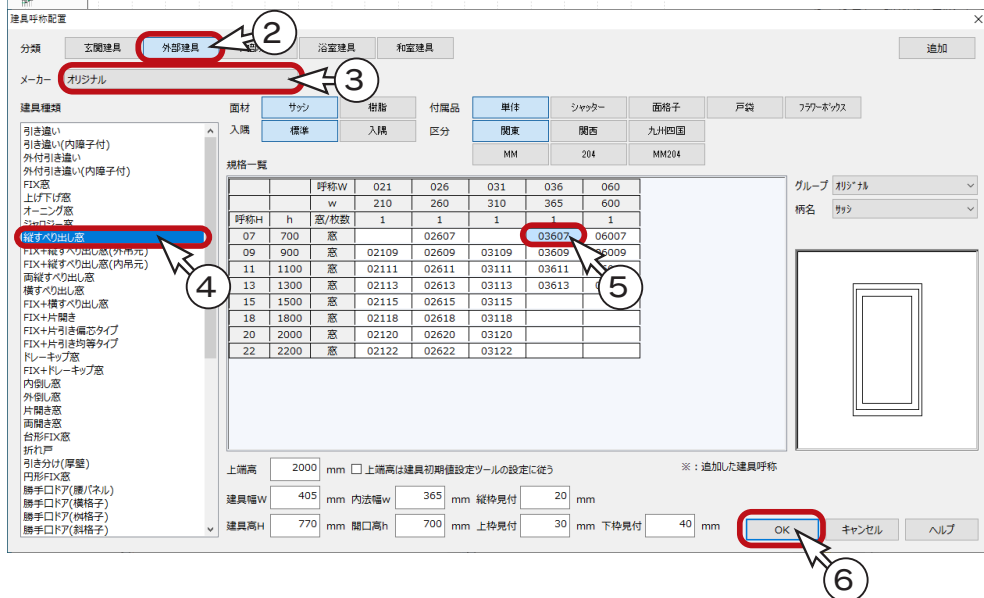 建具呼称配置
分類 玄関建具 外部建具 浴室建具 和室建具 追加
②
メーカー オリジナル
③
建具種類 面材 サッシ 樹脂 付属品 単体 シャッター 面格子 戸袋 フラワーボックス
入隅 標準 入隅 区分 関東 関西 九州四国
MM 204 MM204
規格一覧
引き違い
引き違い(内障子付)
外付引き違い
外付引き違い(内障子付)
FIX窓
上げ下げ窓
オーニング窓
ジャロジー窓
縦すべり出し窓
FIX+縦すべり出し窓(外吊元)
FIX+縦すべり出し窓(内吊元)
両縦すべり出し窓
横すべり出し窓
FIX+横すべり出し窓
FIX+片開き
FIX+片引き偏芯タイプ
FIX+片引き均等タイプ
ドレーキップ窓
FIX+ドレーキップ窓
内倒し窓
外倒し窓
片開き窓
両開き窓
台形FIX窓
折れ戸
引き分け(厚壁)
円形FIX窓
勝手口ドア(腰パネル)
勝手口ドア(横格子)
勝手口ドア(桝格子)
勝手口ドア(斜格子)
④
呼称W 021 026 031 036 060
w 210 260 310 365 600
呼称H h 窓/枚数 1 1 1 1 1
07 700 窓 02607 03607 06007
09 900 窓 02109 02609 03109 03609 06009
11 1100 窓 02111 02611 03111 03611
13 1300 窓 02113 02613 03113 03613
15 1500 窓 02115 02615 03115
18 1800 窓 02118 02618 03118
20 2000 窓 02120 02620 03120
22 2200 窓 02122 02622 03122
⑤
グループ オリジナル
柄名 サッシ
上端高 2000 mm 上端高は建具初期値設定ツールの設定に従う ※：追加した建具呼称
建具幅W 405 mm 内法幅w 365 mm 縦枠見付 20 mm
建具高H 770 mm 開口高h 700 mm 上枠見付 30 mm 下枠見付 40 mm
OK キャンセル ヘルプ
⑥